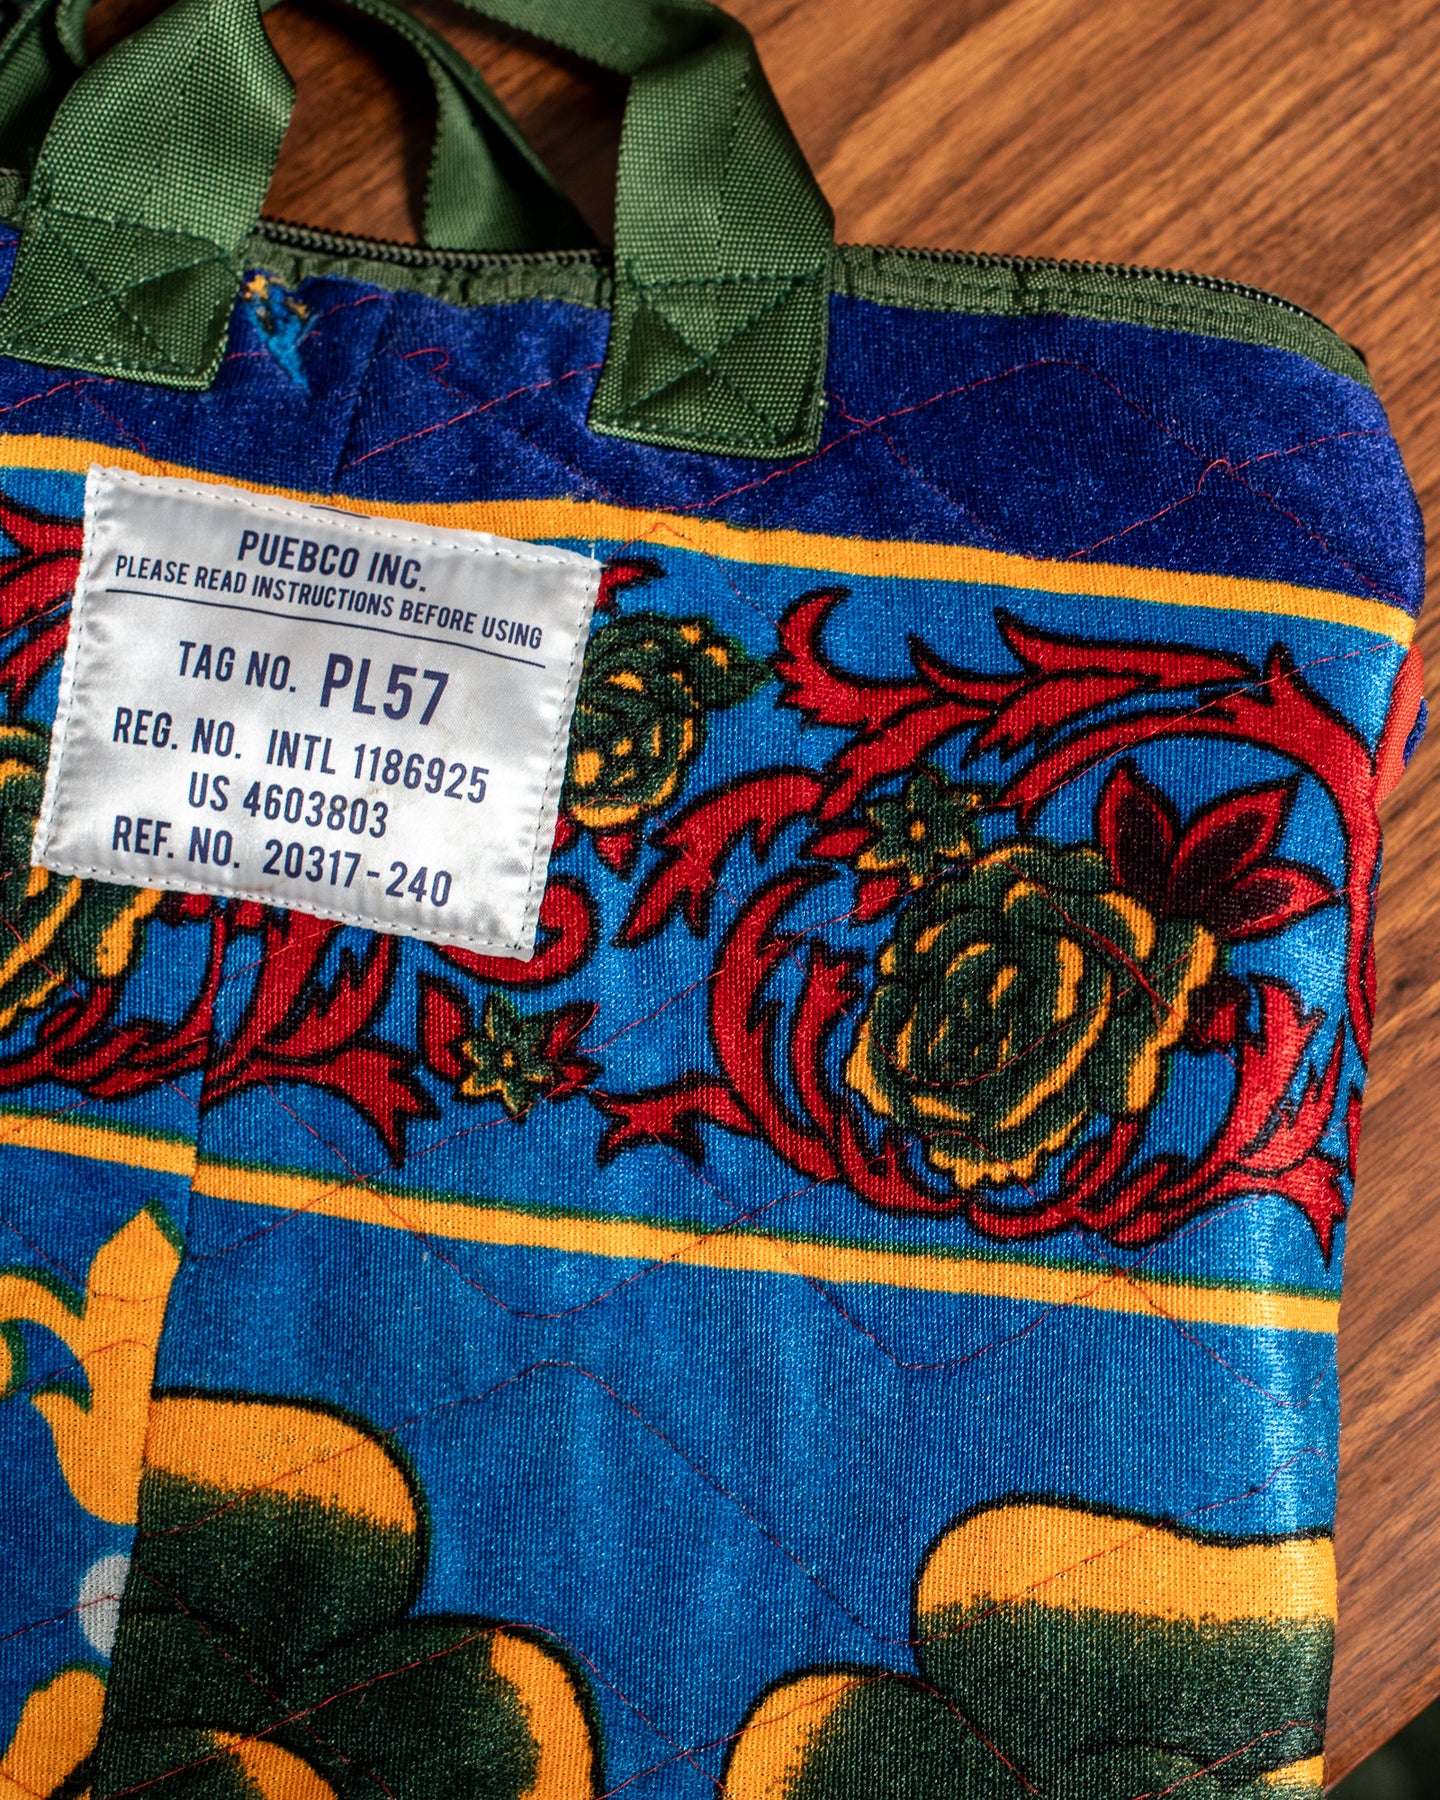 PUEBCO INC.
PLEASE READ INSTRUCTIONS BEFORE USING
TAG NO. PL57
REG. NO. INTL 1186925
US 4603803
REF. NO. 20317-240